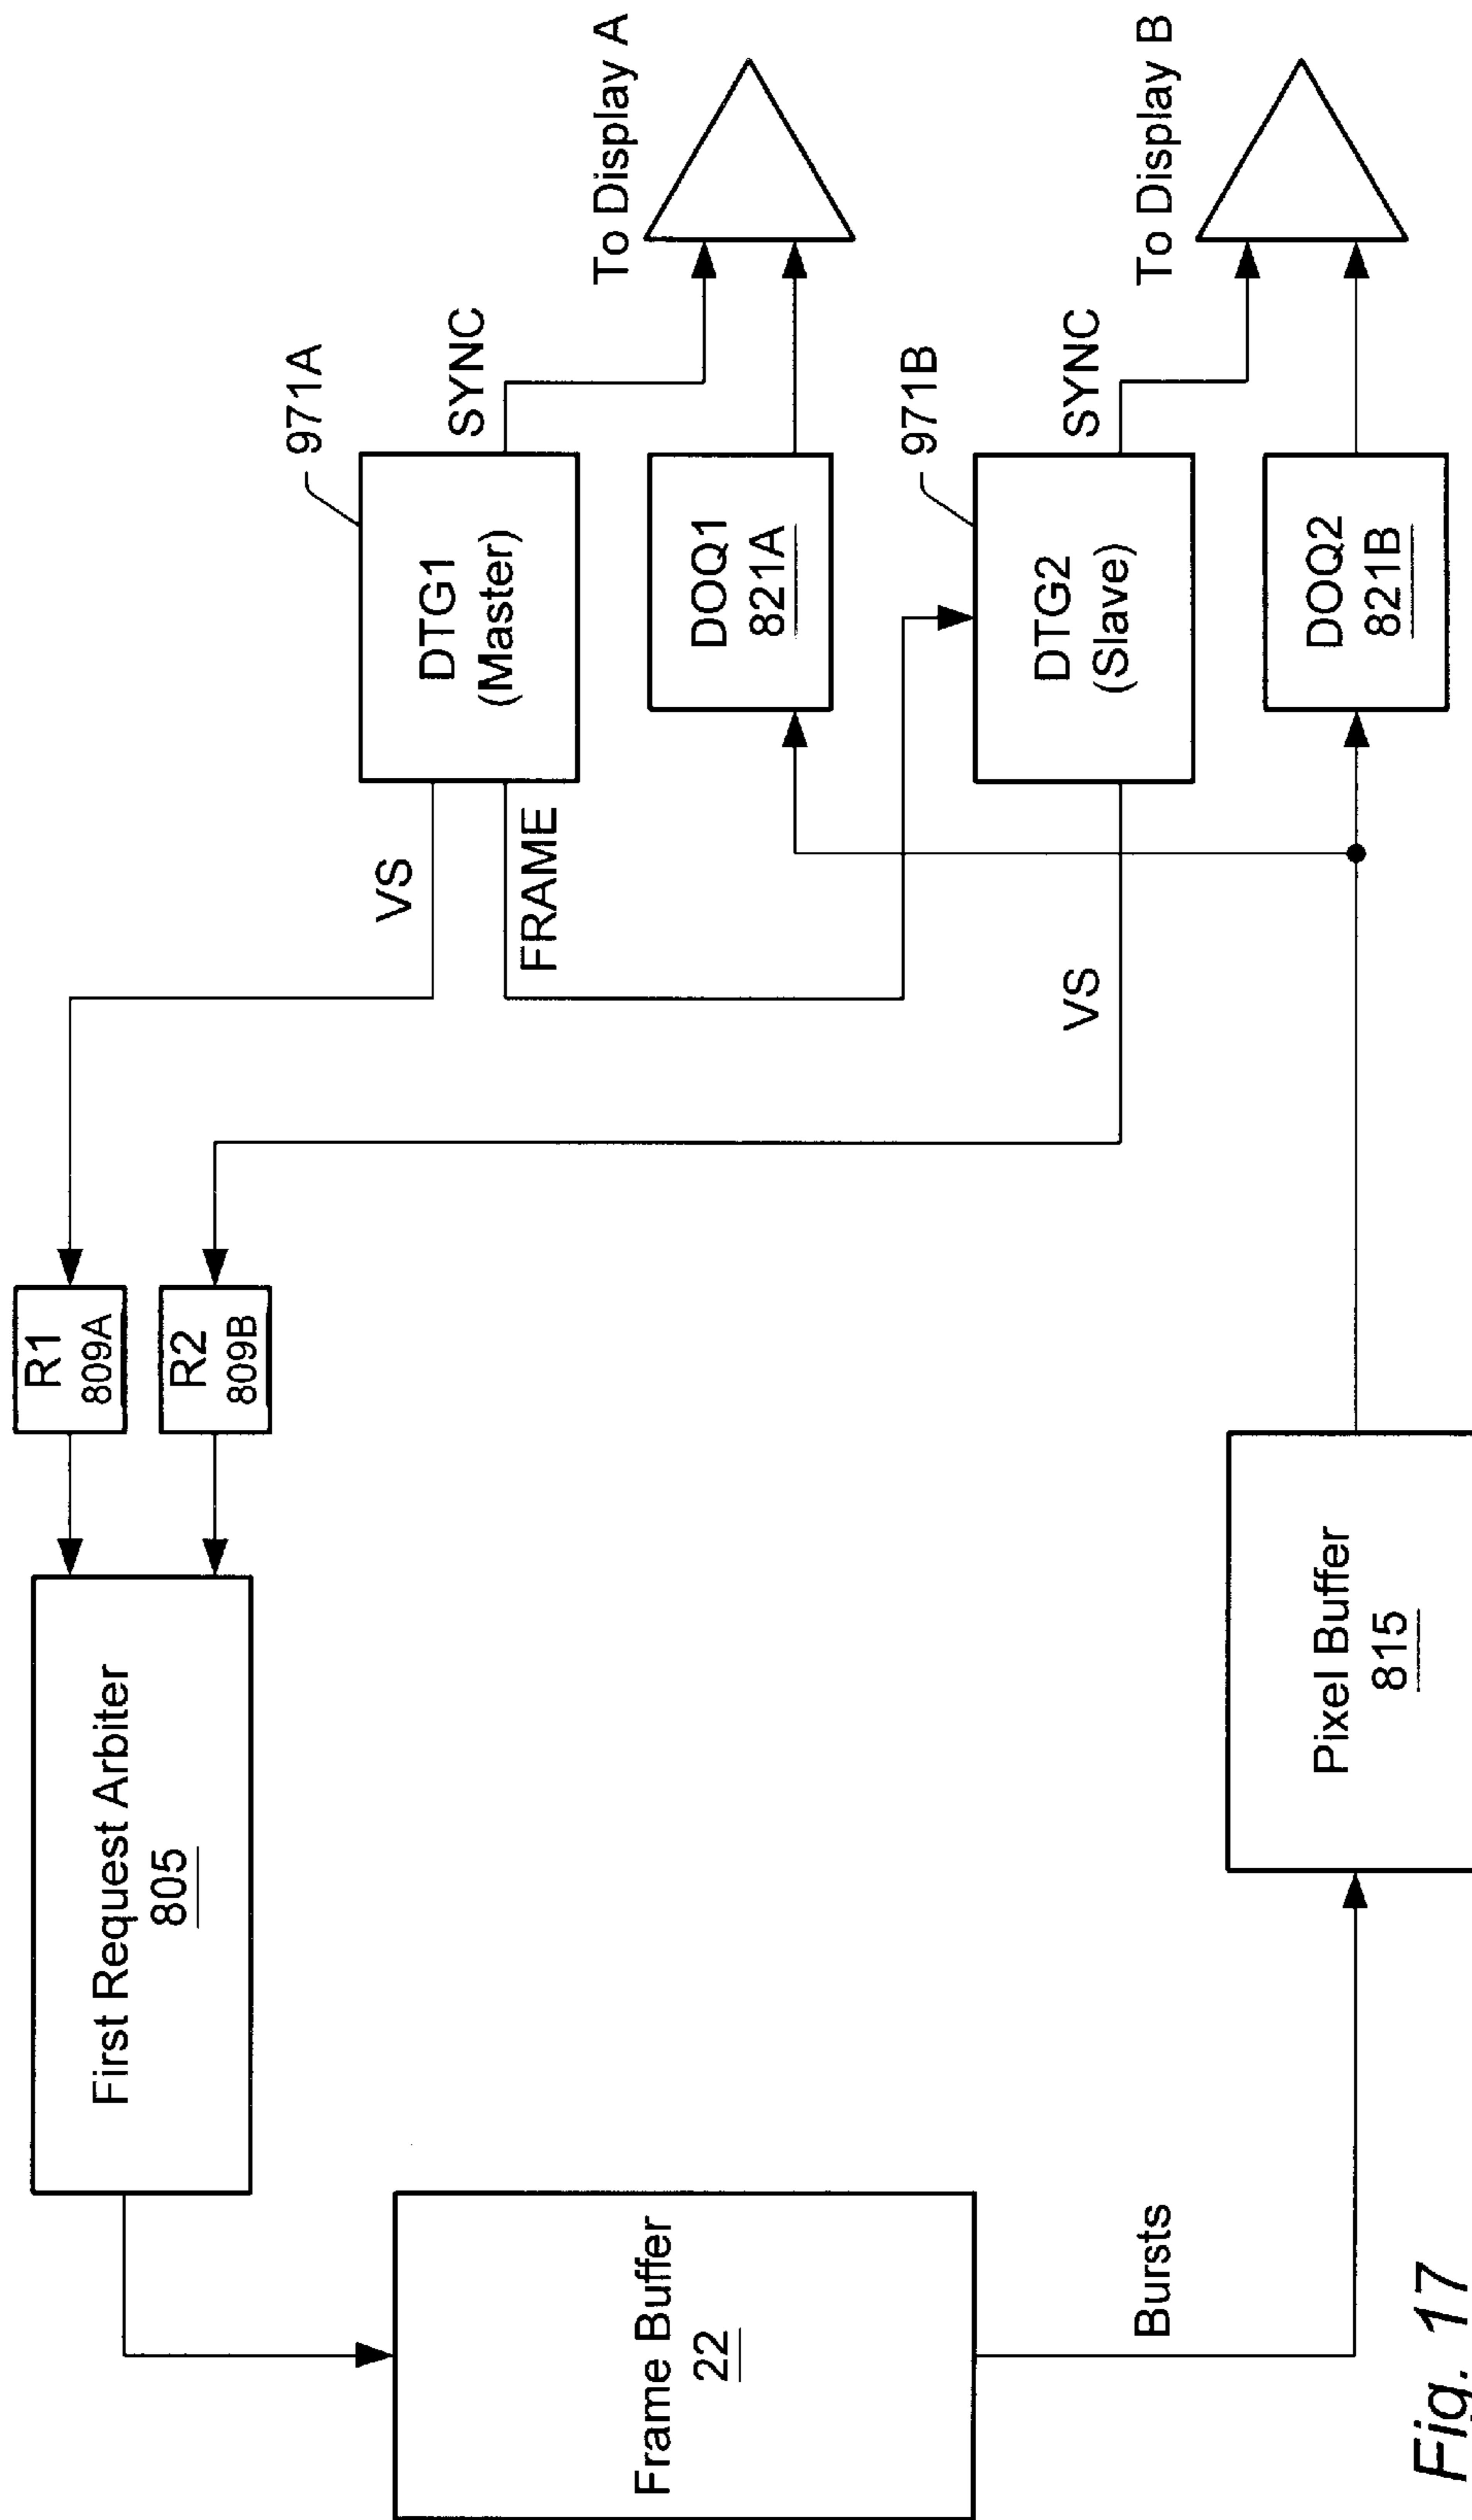 First Request Arbiter
805
R1
809A
R2
809B
VS
FRAME
971A
DTG1
(Master)
SYNC
To Display A
DOQ1
821A
Frame Buffer
22
VS
971B
DTG2
(Slave)
SYNC
To Display B
Bursts
Pixel Buffer
815
DOQ2
821B
Fig. 17